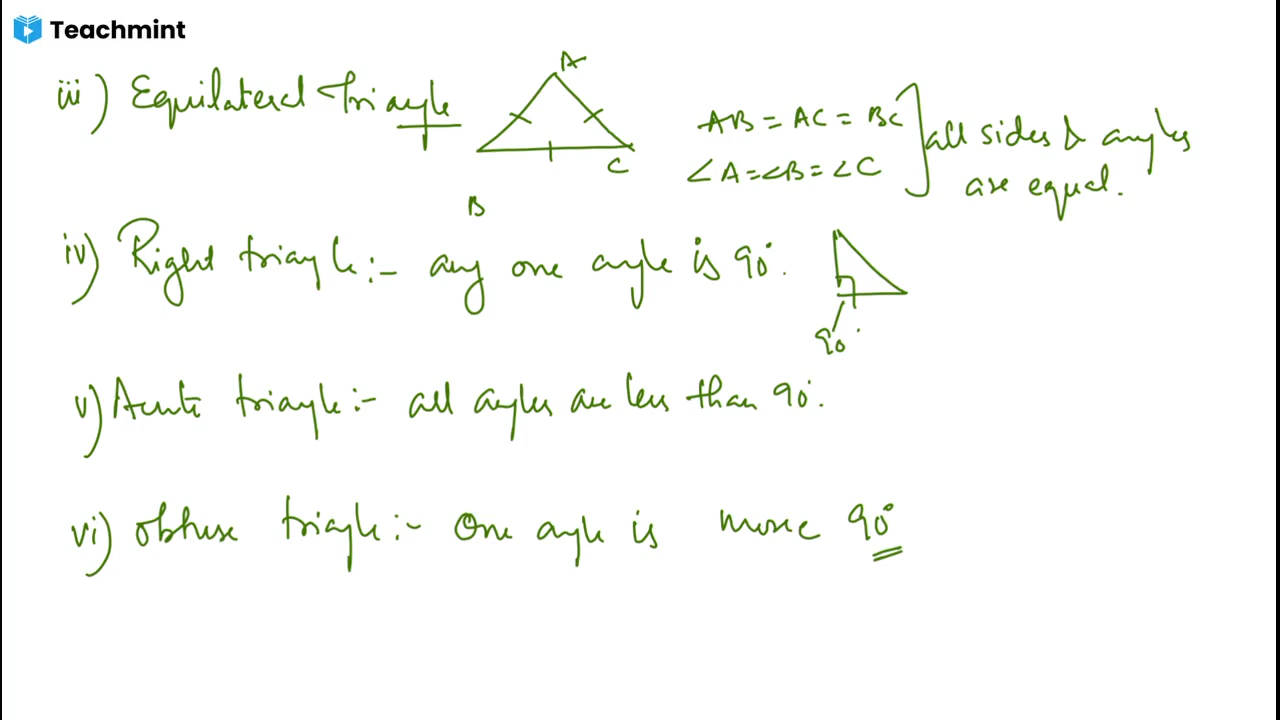 Teachmint
iii) Equilateral triangle
A
B
C
AB = AC = BC
∠A = ∠B = ∠C
all sides & angles
are equal.
iv) Right triangle :- any one angle is 90°.
90°
v) Acute triangle :- all angles are less than 90°.
vi) Obtuse triangle :- One angle is more 90°